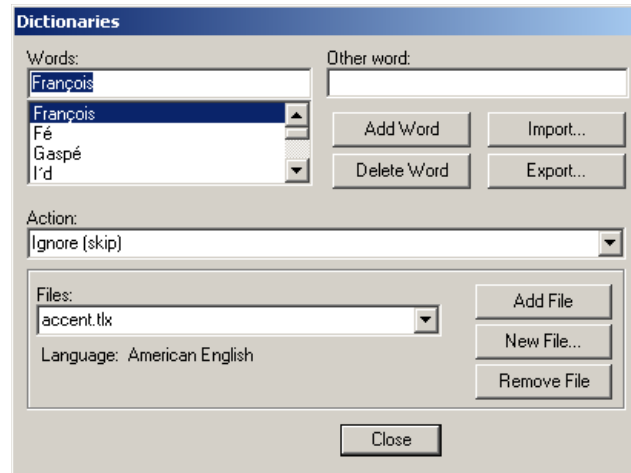 Dictionaries
Words:
François
François
Fé
Gaspé
I'd
Other word:
Add Word
Import...
Delete Word
Export...
Action:
Ignore (skip)
Files:
accent.tlx
Language: American English
Add File
New File...
Remove File
Close